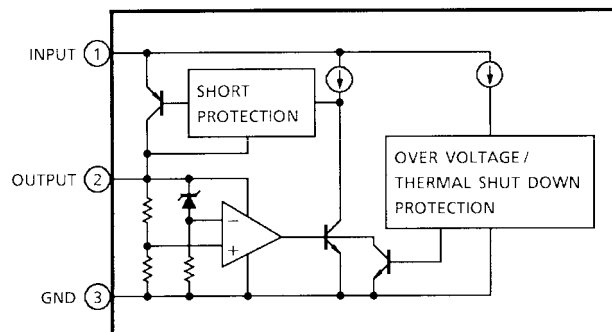 INPUT 1
SHORT
PROTECTION
OVER VOLTAGE /
THERMAL SHUT DOWN
PROTECTION
OUTPUT 2
−
+
GND 3